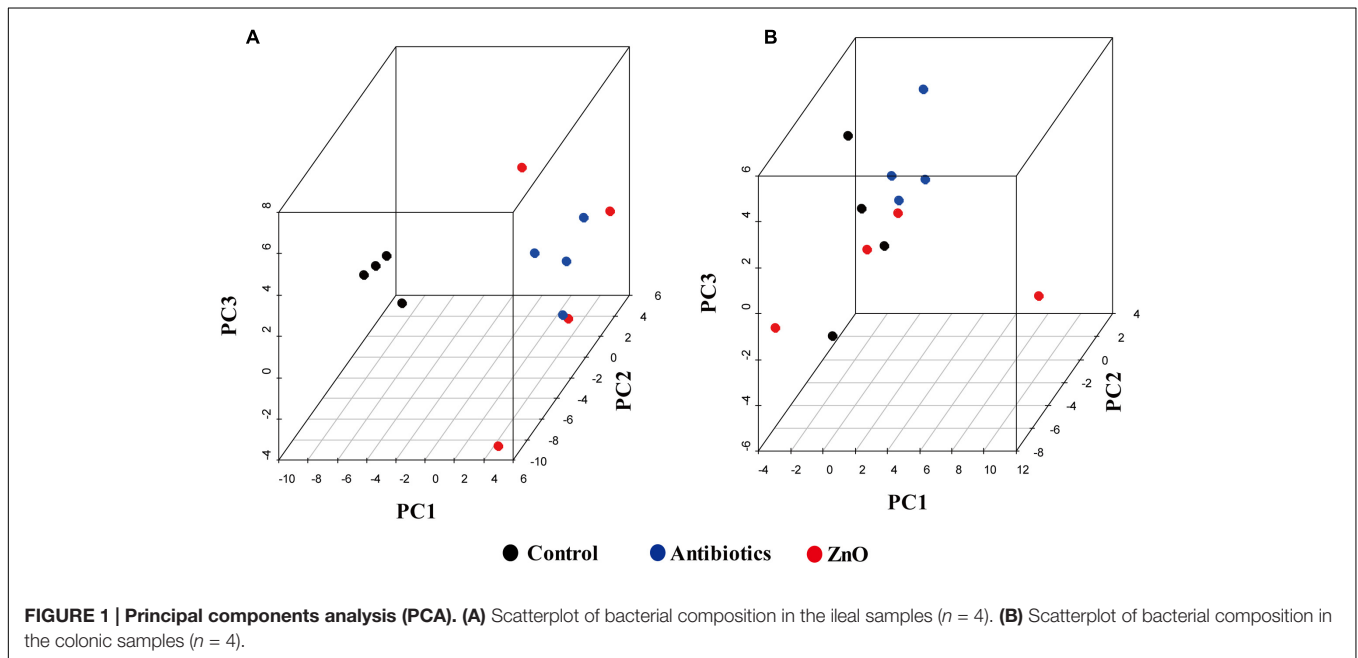 A
B
PC3
8
6
4
2
0
-2
-4
-10 -8 -6 -4 -2 0 2 4 6
PC1
6
4
2
0
-2
-4
-6
-8
-10
PC2
PC3
6
4
2
0
-2
-4
-6
-4 -2 0 2 4 6 8 10 12
PC1
4
2
0
-2
-4
-6
-8
PC2
Control Antibiotics ZnO
FIGURE 1 | Principal components analysis (PCA). (A) Scatterplot of bacterial composition in the ileal samples (n = 4). (B) Scatterplot of bacterial composition in
the colonic samples (n = 4).